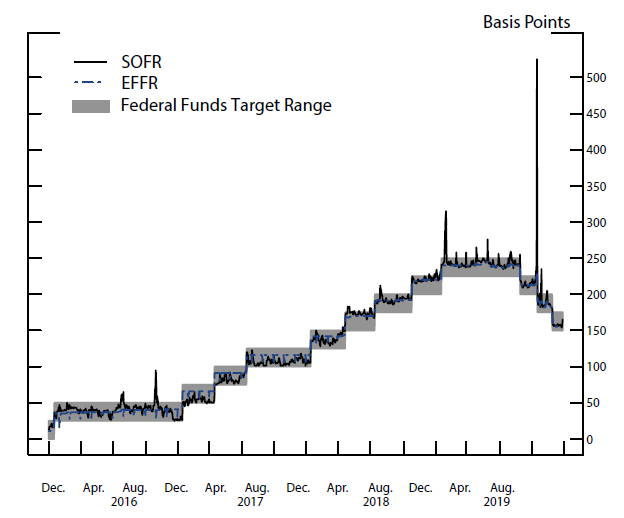 Basis Points
SOFR
EFFR
Federal Funds Target Range
500
450
400
350
300
250
200
150
100
50
0
Dec. Apr. Aug. Dec. Apr. Aug. Dec. Apr. Aug. Dec. Apr. Aug.
2016 2017 2018 2019